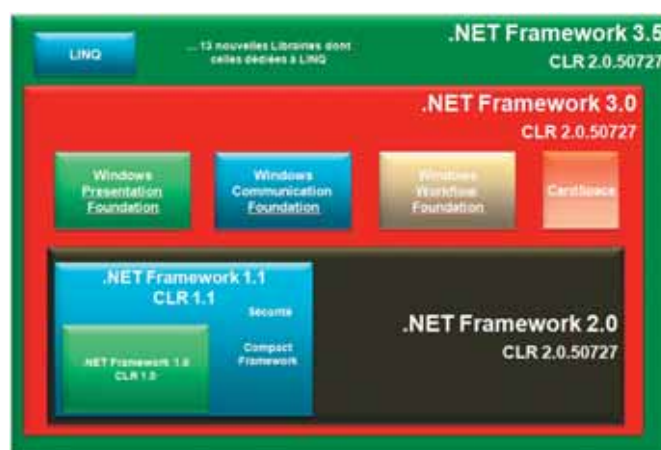 .NET Framework 3.5
CLR 2.0.50727
LINQ
... 13 nouvelles Librairies dont
celles dédiées à LINQ
.NET Framework 3.0
CLR 2.0.50727
Windows
Presentation
Foundation
Windows
Communication
Foundation
Windows
Workflow
Foundation
CardSpace
.NET Framework 1.1
CLR 1.1
Sécurité
Compact
Framework
.NET Framework 1.0
CLR 1.0
.NET Framework 2.0
CLR 2.0.50727